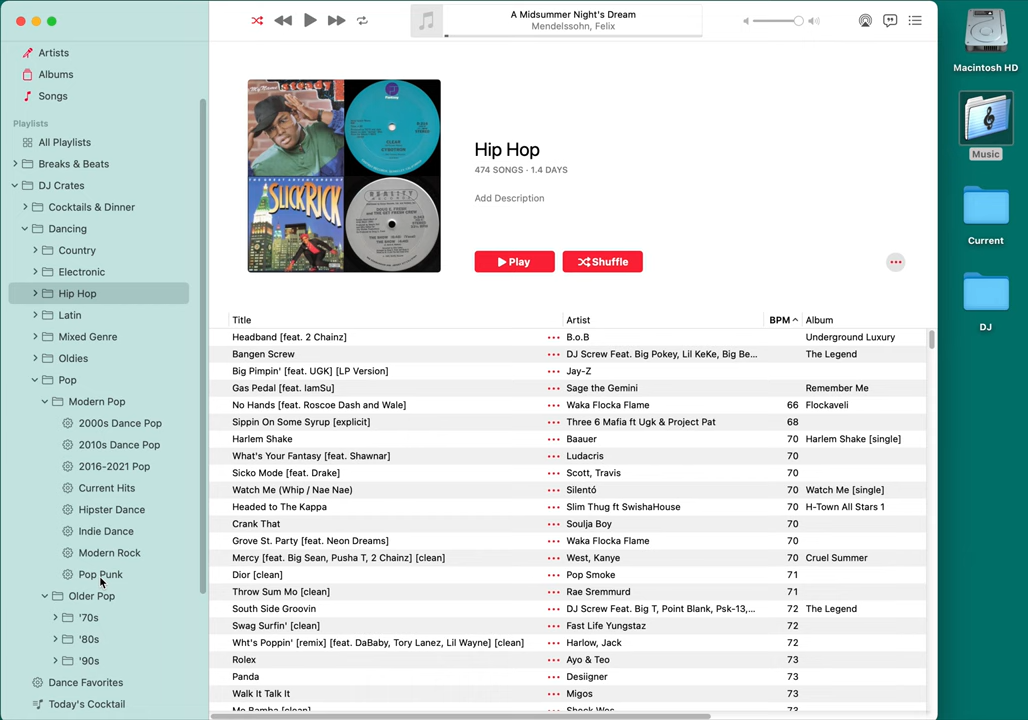 A Midsummer Night's Dream
Mendelssohn, Felix
Artists
Albums
Songs
Playlists
All Playlists
Breaks & Beats
DJ Crates
Cocktails & Dinner
Dancing
Country
Electronic
Hip Hop
Latin
Mixed Genre
Oldies
Pop
Modern Pop
2000s Dance Pop
2010s Dance Pop
2016-2021 Pop
Current Hits
Hipster Dance
Indie Dance
Modern Rock
Pop Punk
Older Pop
'70s
'80s
'90s
Dance Favorites
Today's Cocktail
SLICK RICK
Hip Hop
474 SONGS · 1.4 DAYS
Add Description
Play
Shuffle
Title Artist BPM Album
Headband [feat. 2 Chainz] B.o.B Underground Luxury
Bangen Screw DJ Screw Feat. Big Pokey, Lil KeKe, Big Be... The Legend
Big Pimpin' [feat. UGK] [LP Version] Jay-Z
Gas Pedal [feat. IamSu] Sage the Gemini Remember Me
No Hands [feat. Roscoe Dash and Wale] Waka Flocka Flame 66 Flockaveli
Sippin On Some Syrup [explicit] Three 6 Mafia ft Ugk & Project Pat 68
Harlem Shake Baauer 70 Harlem Shake [single]
What's Your Fantasy [feat. Shawnar] Ludacris 70
Sicko Mode [feat. Drake] Scott, Travis 70
Watch Me (Whip / Nae Nae) Silentó 70 Watch Me [single]
Headed to The Kappa Slim Thug ft SwishaHouse 70 H-Town All Stars 1
Crank That Soulja Boy 70
Grove St. Party [feat. Neon Dreams] Waka Flocka Flame 70
Mercy [feat. Big Sean, Pusha T, 2 Chainz] [clean] West, Kanye 70 Cruel Summer
Dior [clean] Pop Smoke 71
Throw Sum Mo [clean] Rae Sremmurd 71
South Side Groovin DJ Screw Feat. Big T, Point Blank, Psk-13,... 72 The Legend
Swag Surfin' [clean] Fast Life Yungstaz 72
Wht's Poppin' [remix] [feat. DaBaby, Tory Lanez, Lil Wayne] [clean] Harlow, Jack 72
Rolex Ayo & Teo 73
Panda Desiigner 73
Walk It Talk It Migos 73
Mo Bamba [clean] Sheck Wes 73
Macintosh HD
Music
Current
DJ